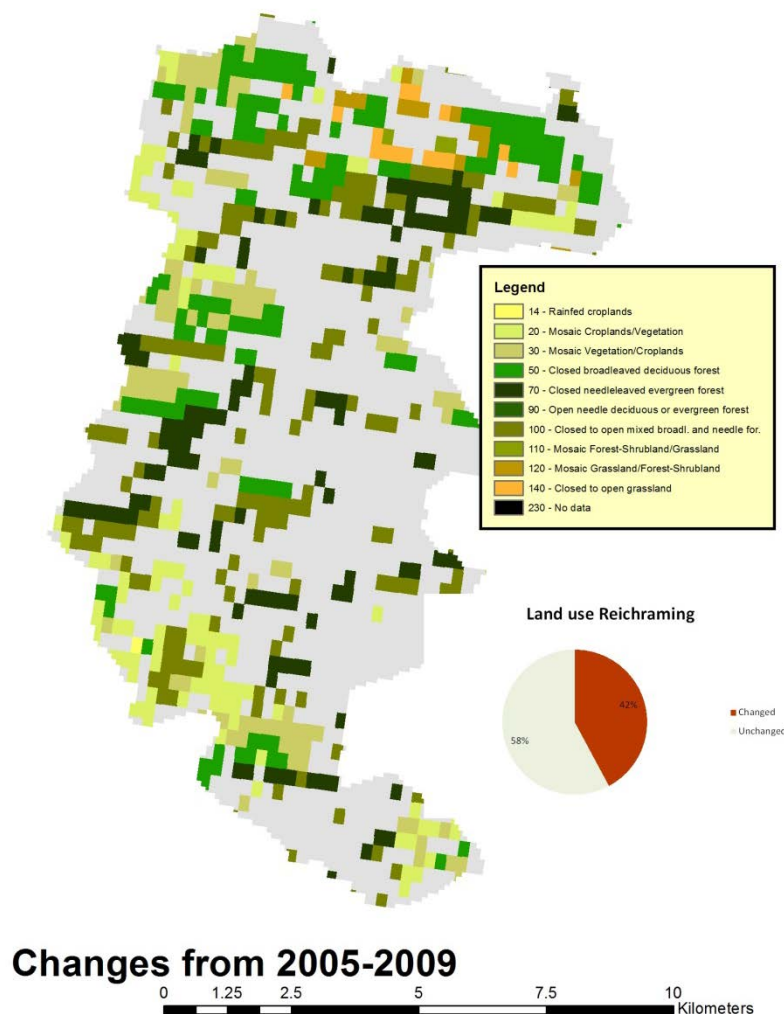 Legend
14 - Rainfed croplands
20 - Mosaic Croplands/Vegetation
30 - Mosaic Vegetation/Croplands
50 - Closed broadleaved deciduous forest
70 - Closed needleleaved evergreen forest
90 - Open needle deciduous or evergreen forest
100 - Closed to open mixed broadl. and needle for.
110 - Mosaic Forest-Shrubland/Grassland
120 - Mosaic Grassland/Forest-Shrubland
140 - Closed to open grassland
230 - No data
Land use Reichraming
42%
58%
Changed
Unchanged
Changes from 2005-2009
0 1.25 2.5 5 7.5 10
Kilometers